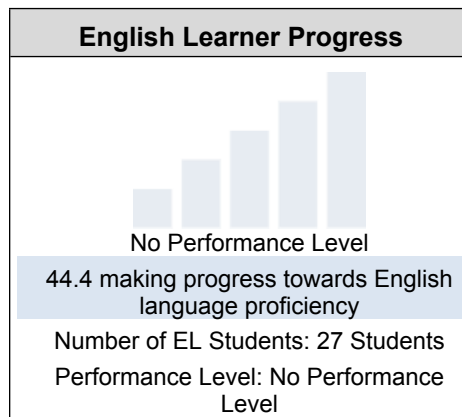 English Learner Progress
No Performance Level
44.4 making progress towards English
language proficiency
Number of EL Students: 27 Students
Performance Level: No Performance
Level